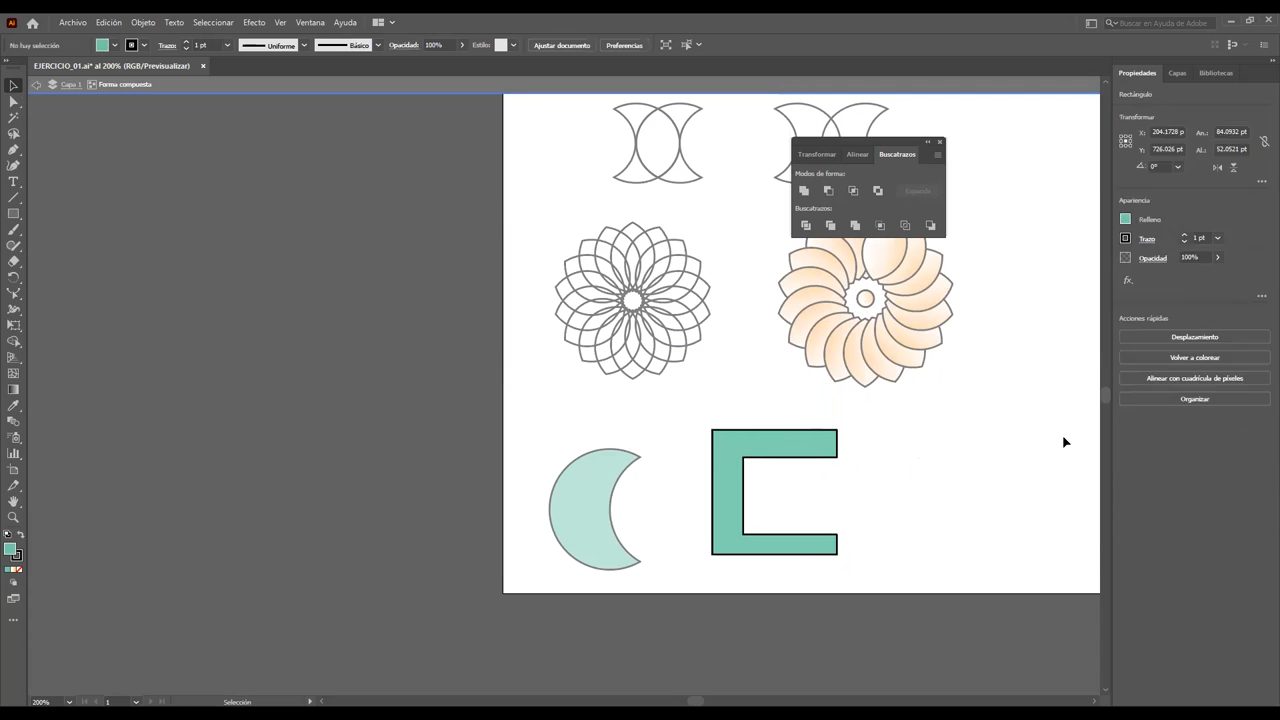 Ai Archivo Edición Objeto Texto Seleccionar Efecto Ver Ventana Ayuda Buscar en Ayuda de Adobe
No hay selección Trazo: 1 pt Uniforme Básico Opacidad: 100% Estilo: Ajustar documento Preferencias
EJERCICIO_01.ai* al 200% (RGB/Previsualizar) ×
Capa 1 Forma compuesta
Propiedades Capas Bibliotecas
Rectángulo
Transformar
X: 204.1728 p An.: 84.0932 pt
Y: 726.026 pt Al.: 52.0521 pt
0°
Apariencia
Relleno
Trazo 1 pt
Opacidad 100%
fx.
Acciones rápidas
Desplazamiento
Volver a colorear
Alinear con cuadrícula de píxeles
Organizar
Transformar Alinear Buscatrazos
Modos de forma:
Expandir
Buscatrazos:
200% 1 Selección